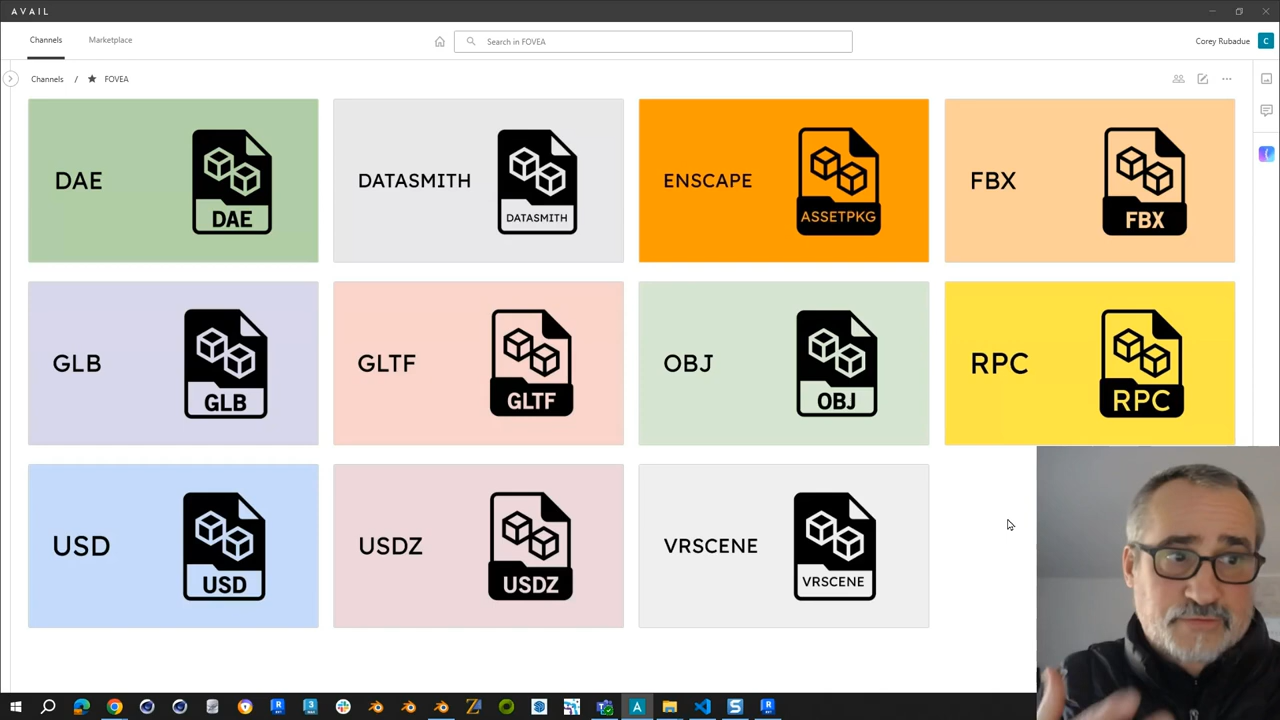 AVAIL
Channels
Marketplace
Search in FOVEA
Corey Rubadue
C
Channels / ★ FOVEA
DAE
DAE
DATASMITH
DATASMITH
ENSCAPE
ASSETPKG
FBX
FBX
GLB
GLB
GLTF
GLTF
OBJ
OBJ
RPC
RPC
USD
USD
USDZ
USDZ
VRSCENE
VRSCENE